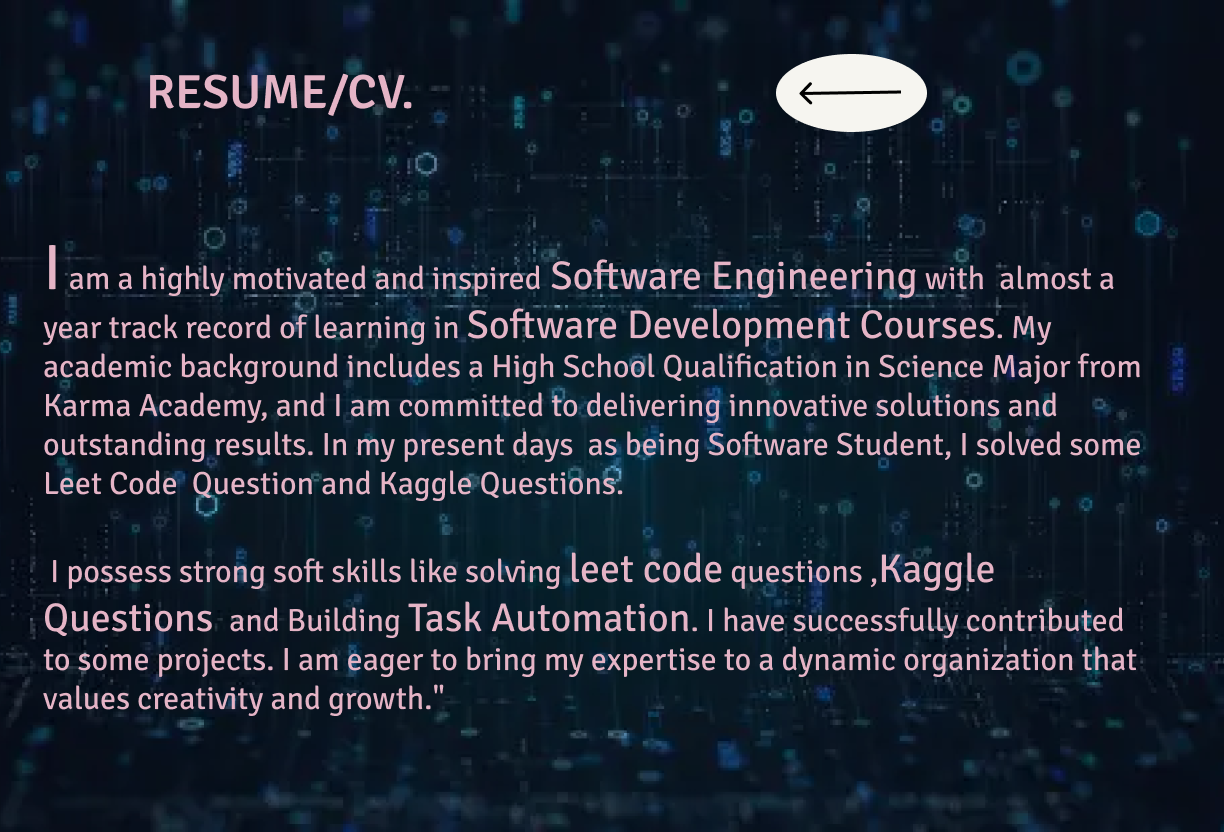 RESUME/CV.
I am a highly motivated and inspired Software Engineering with almost a
year track record of learning in Software Development Courses. My
academic background includes a High School Qualification in Science Major from
Karma Academy, and I am committed to delivering innovative solutions and
outstanding results. In my present days as being Software Student, I solved some
Leet Code Question and Kaggle Questions.
I possess strong soft skills like solving leet code questions ,Kaggle
Questions and Building Task Automation. I have successfully contributed
to some projects. I am eager to bring my expertise to a dynamic organization that
values creativity and growth."